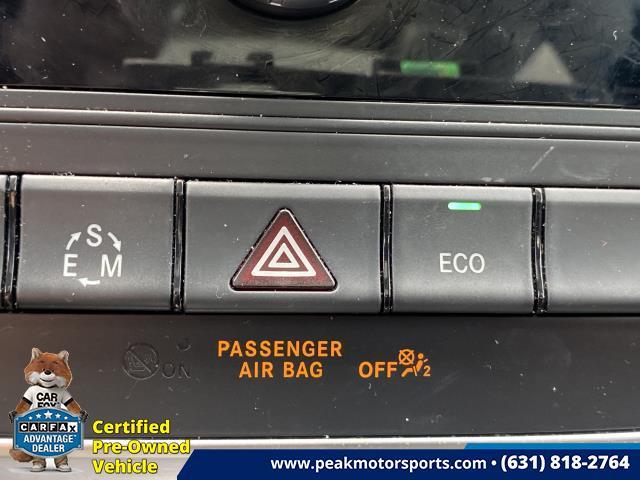 S
E M
ECO
ON
PASSENGER
AIR BAG
OFF 2
CAR
FOX
CARFAX
ADVANTAGE
DEALER
Certified
Pre-Owned
Vehicle
www.peakmotorsports.com • (631) 818-2764